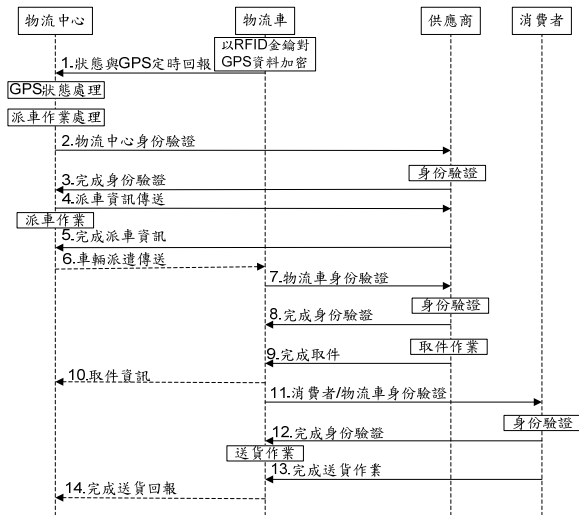 物流中心
物流車
供應商
消費者
以RFID金鑰對
GPS資料加密
1.狀態與GPS定時回報
GPS狀態處理
派車作業處理
2.物流中心身份驗證
身份驗證
3.完成身份驗證
4.派車資訊傳送
派車作業
5.完成派車資訊
6.車輛派遣傳送
7.物流車身份驗證
身份驗證
8.完成身份驗證
取件作業
9.完成取件
10.取件資訊
11.消費者/物流車身份驗證
身份驗證
12.完成身份驗證
送貨作業
13.完成送貨作業
14.完成送貨回報